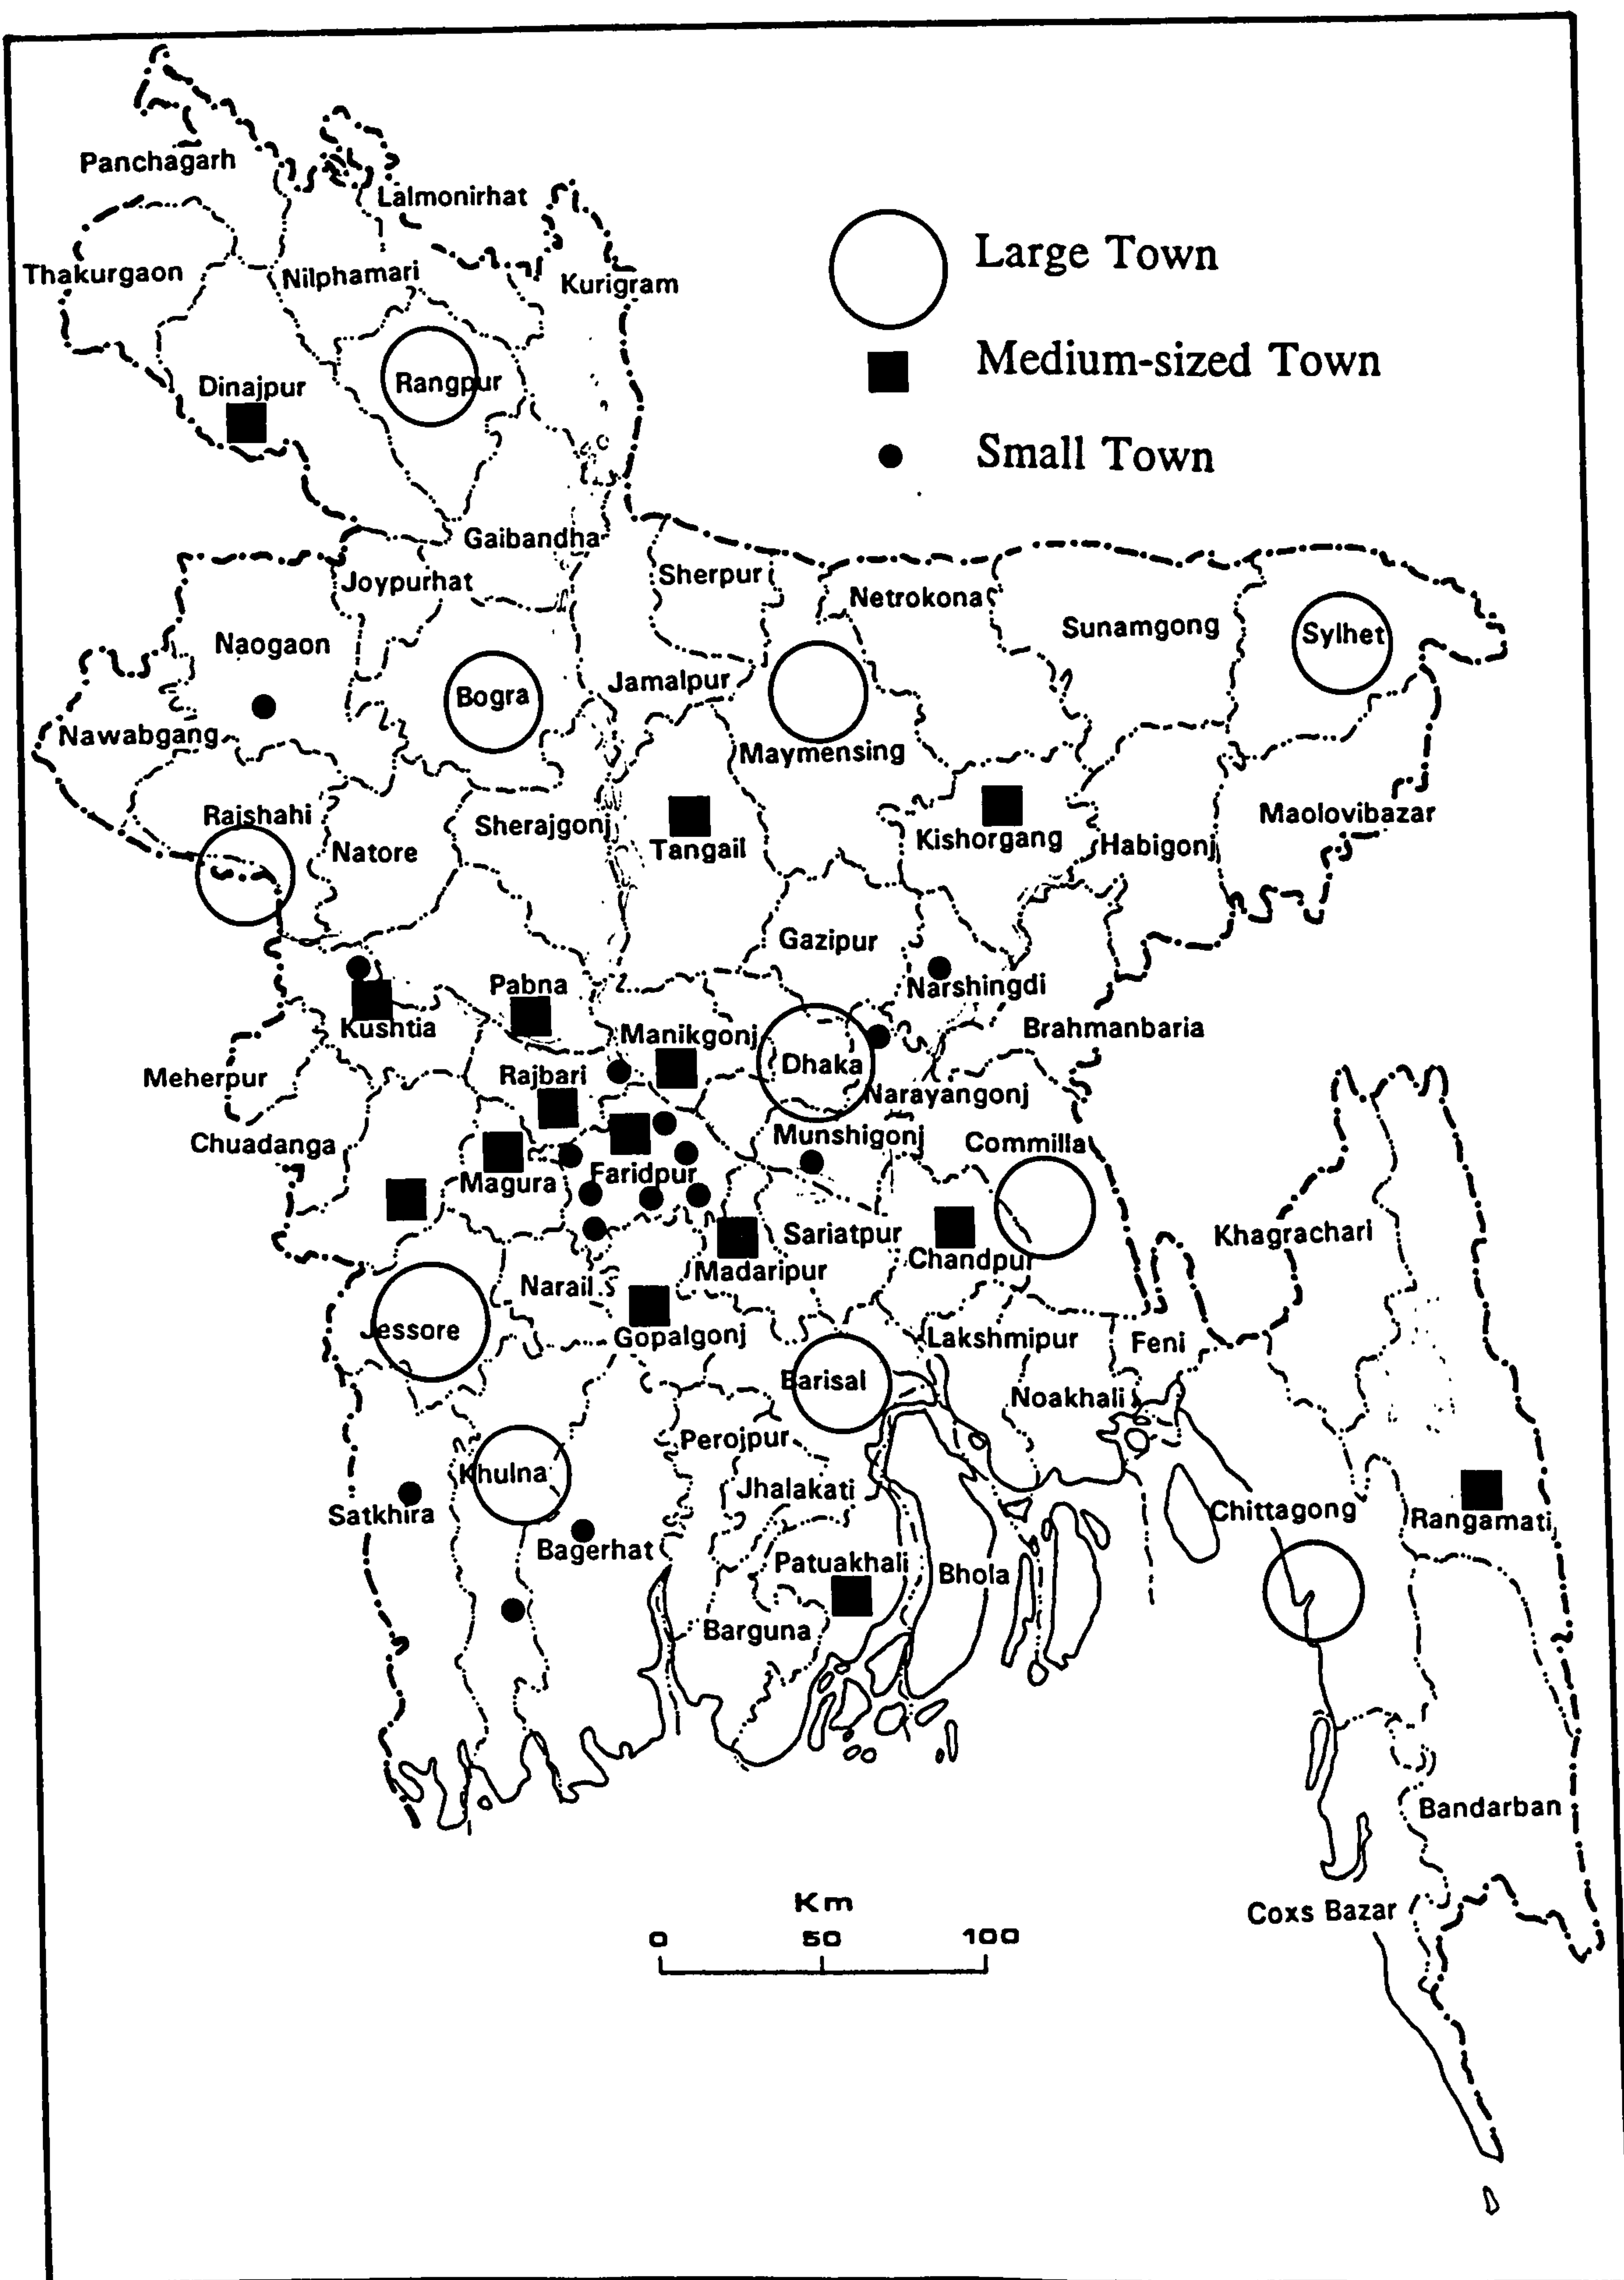 Panchagarh
Lalmonirhat
Large Town
Thakurgaon
Nilphamari
Kurigram
Medium-sized Town
Dinajpur
Rangpur
Small Town
Gaibandha
Joypurhat
Sherpur
Netrokona
Sunamgong
Sylhet
Naogaon
Bogra
Jamalpur
Nawabgang
Maymensing
Rajshahi
Sherajgonj
Natore
Tangail
Kishorgang
Habigonj
Maolovibazar
Gazipur
Pabna
Narshingdi
Kushtia
Manikgonj
Brahmanbaria
Meherpur
Rajbari
Dhaka
Narayangonj
Chuadanga
Munshigonj
Commilla
Magura
Faridpur
Sariatpur
Khagrachari
Narail
Madaripur
Chandpur
Jessore
Gopalgonj
Lakshmipur
Feni
Barisal
Noakhali
Perojpur
Khulna
Jhalakati
Satkhira
Chittagong
Rangamati
Bagerhat
Patuakhali
Bhola
Barguna
Bandarban
Km
0 50 100
Coxs Bazar